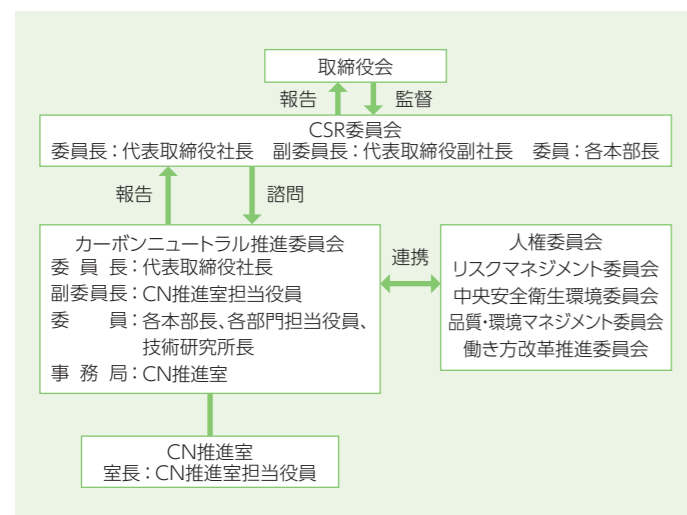 取締役会
報告
監督
CSR委員会
委員長：代表取締役社長　副委員長：代表取締役副社長　委員：各本部長
報告
諮問
カーボンニュートラル推進委員会
委員長：代表取締役社長
副委員長：CN推進室担当役員
委員：各本部長、各部門担当役員、
技術研究所長
事務局：CN推進室
連携
人権委員会
リスクマネジメント委員会
中央安全衛生環境委員会
品質・環境マネジメント委員会
働き方改革推進委員会
CN推進室
室長：CN推進室担当役員